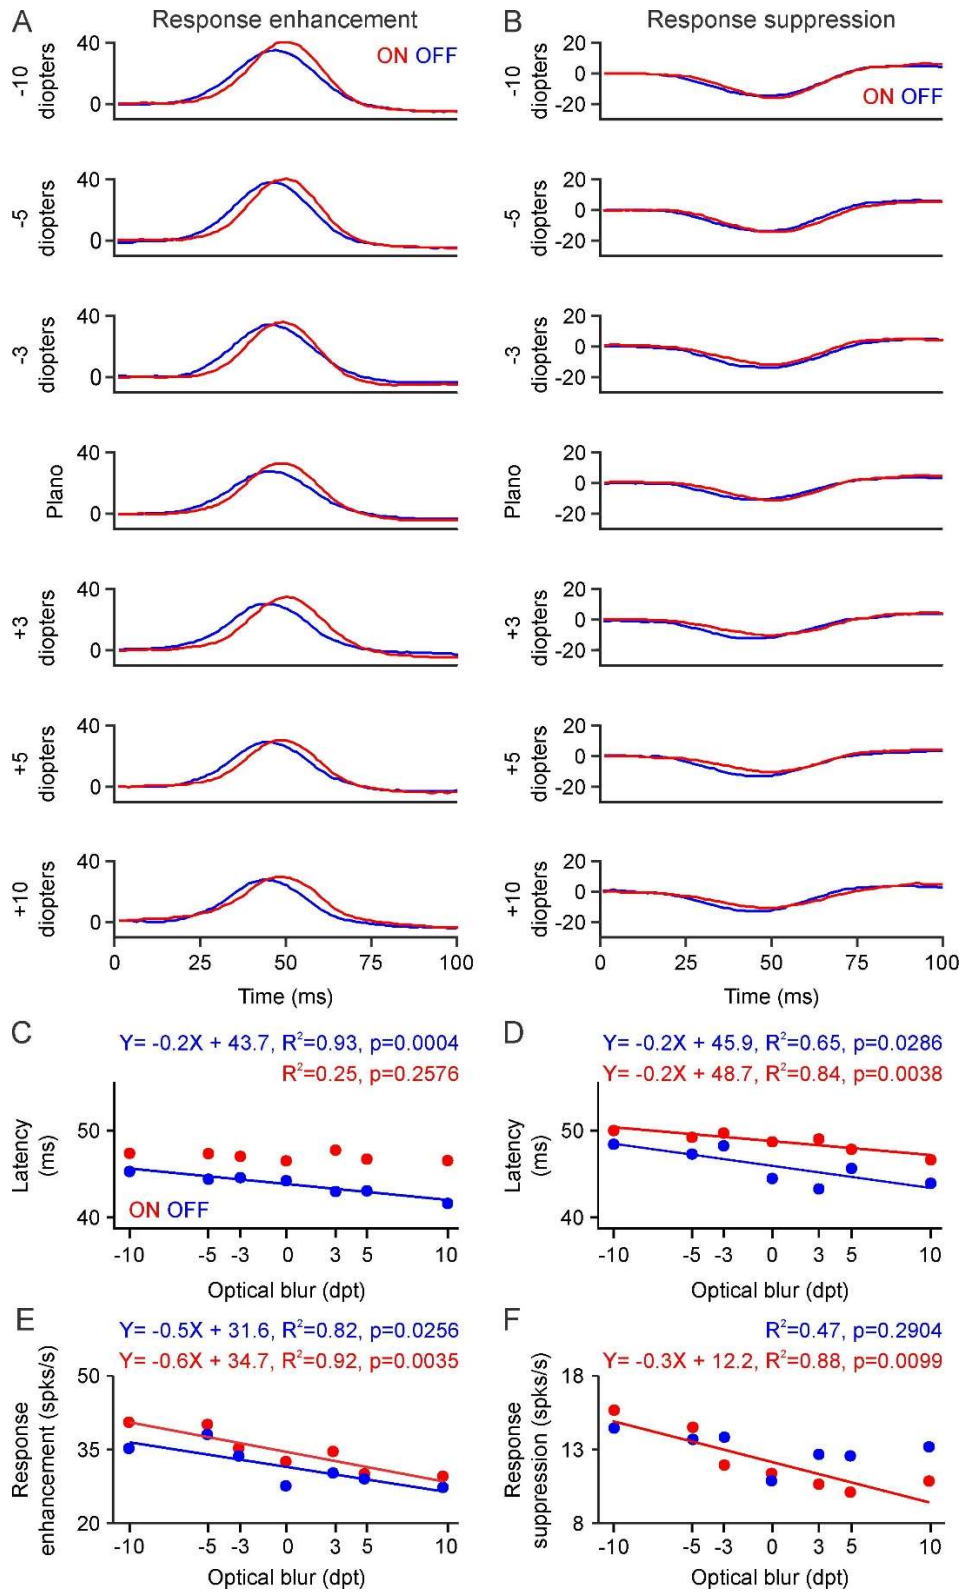 A Response enhancement
ON OFF
-10 diopters
40
0
-5 diopters
40
0
-3 diopters
40
0
Plano
40
0
+3 diopters
40
0
+5 diopters
40
0
+10 diopters
40
0
0 25 50 75 100
Time (ms)
B Response suppression
ON OFF
-10 diopters
20
0
-20
-5 diopters
20
0
-20
-3 diopters
20
0
-20
Plano
20
0
-20
+3 diopters
20
0
-20
+5 diopters
20
0
-20
+10 diopters
20
0
-20
0 25 50 75 100
Time (ms)
C
Y= -0.2X + 43.7, R²=0.93, p=0.0004
R²=0.25, p=0.2576
Latency (ms)
50
40
ON OFF
-10 -5 -3 0 3 5 10
Optical blur (dpt)
D
Y= -0.2X + 45.9, R²=0.65, p=0.0286
Y= -0.2X + 48.7, R²=0.84, p=0.0038
Latency (ms)
50
40
-10 -5 -3 0 3 5 10
Optical blur (dpt)
E
Y= -0.5X + 31.6, R²=0.82, p=0.0256
Y= -0.6X + 34.7, R²=0.92, p=0.0035
Response enhancement (spks/s)
50
35
20
-10 -5 -3 0 3 5 10
Optical blur (dpt)
F
R²=0.47, p=0.2904
Y= -0.3X + 12.2, R²=0.88, p=0.0099
Response suppression (spks/s)
18
13
8
-10 -5 -3 0 3 5 10
Optical blur (dpt)